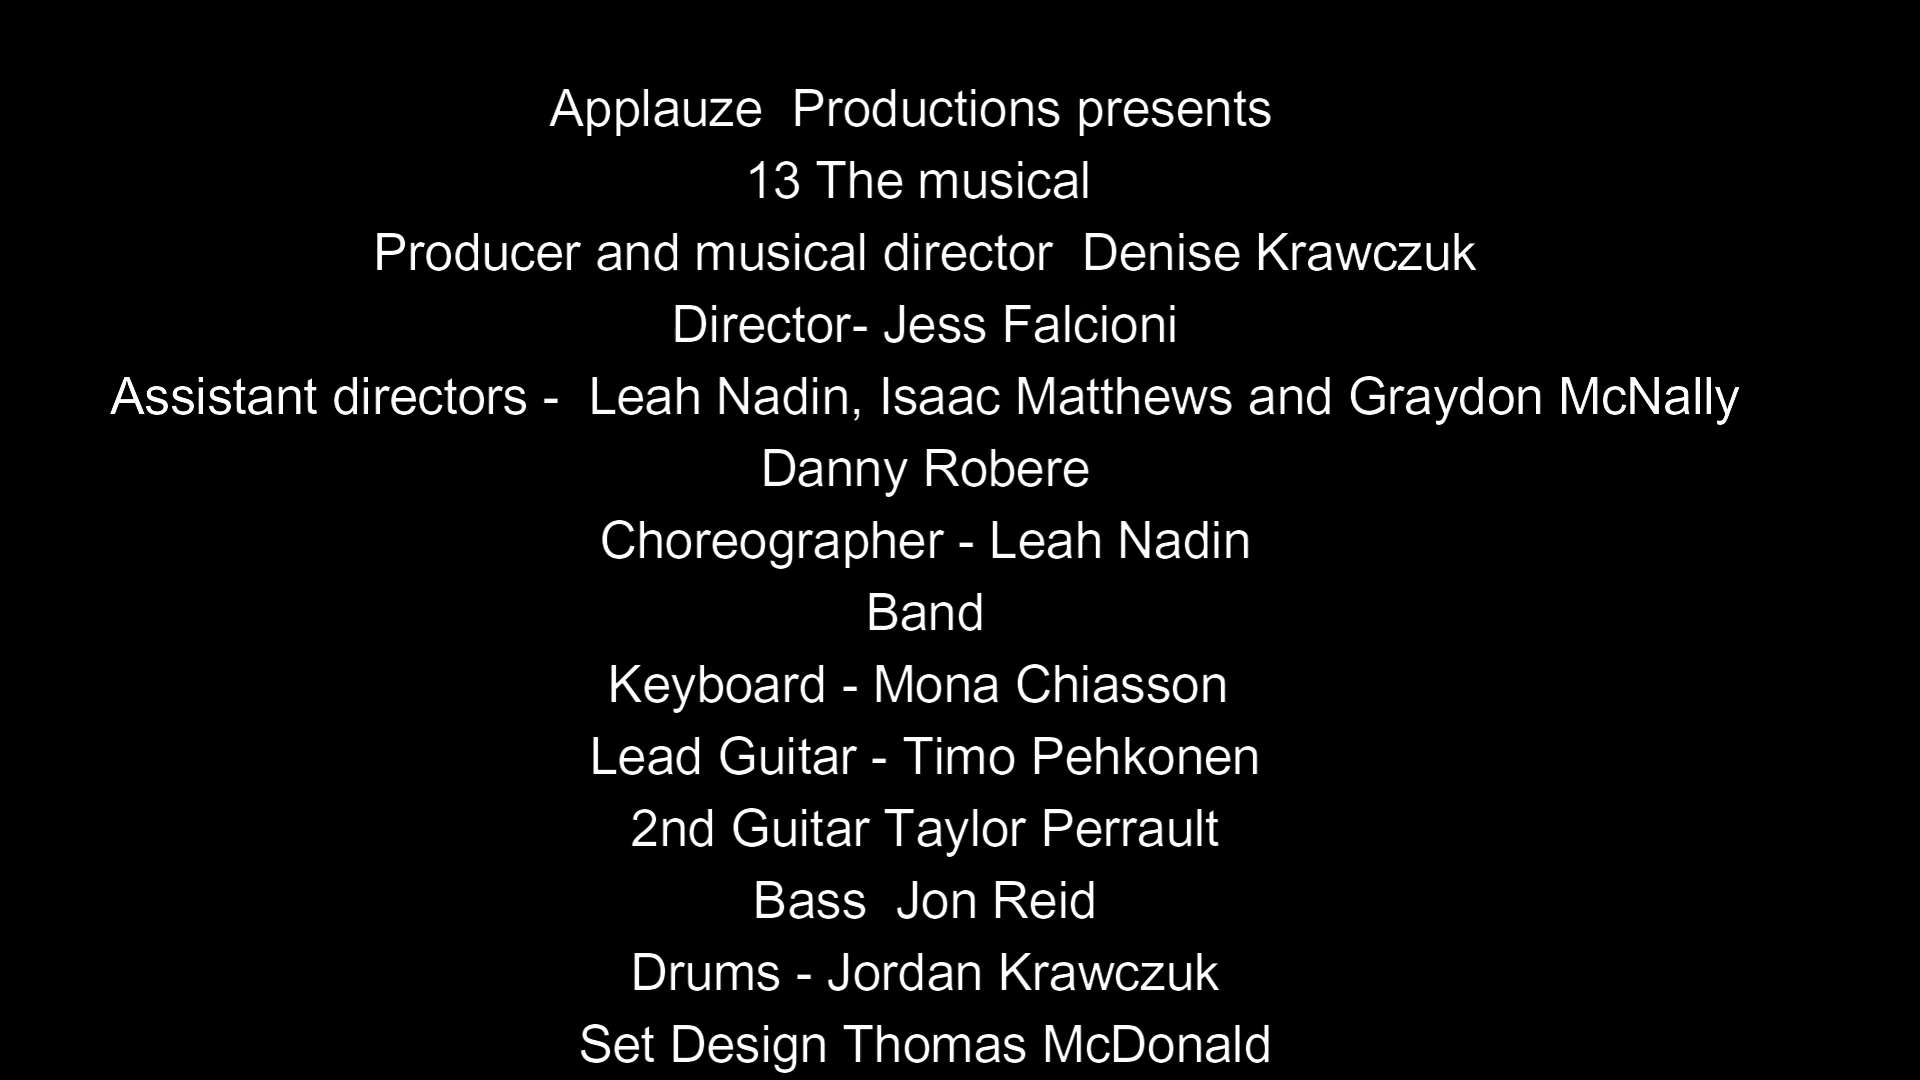 Applauze  Productions presents
13 The musical
Producer and musical director  Denise Krawczuk
Director- Jess Falcioni
Assistant directors -  Leah Nadin, Isaac Matthews and Graydon McNally
Danny Robere
Choreographer - Leah Nadin
Band
Keyboard - Mona Chiasson
Lead Guitar - Timo Pehkonen
2nd Guitar Taylor Perrault
Bass  Jon Reid
Drums - Jordan Krawczuk
Set Design Thomas McDonald